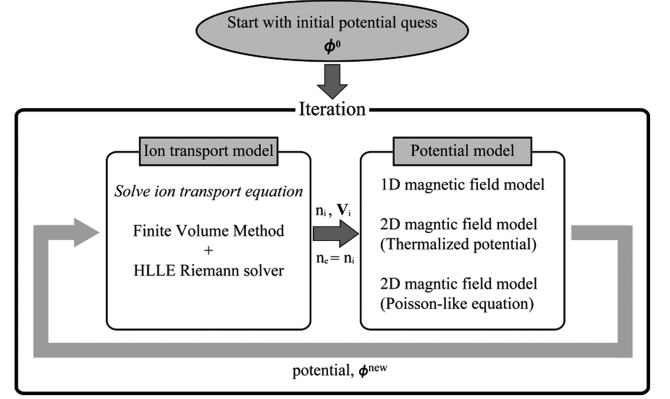 Start with initial potential quess
ϕ⁰
Iteration
Ion transport model
Solve ion transport equation
Finite Volume Method
+
HLLE Riemann solver
nᵢ, Vᵢ
nₑ = nᵢ
Potential model
1D magnetic field model
2D magntic field model
(Thermalized potential)
2D magntic field model
(Poisson-like equation)
potential, ϕⁿᵉʷ